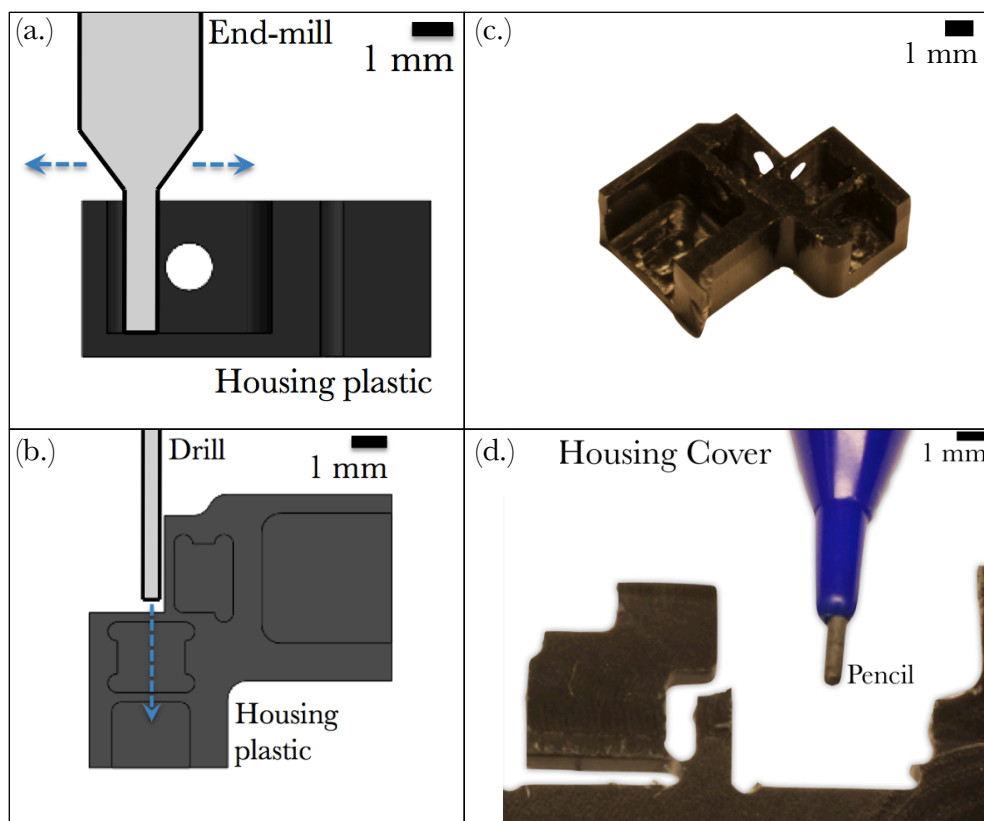 (a.)
End-mill
1 mm
Housing plastic
(b.)
Drill
1 mm
Housing
plastic
(c.)
1 mm
(d.)
Housing Cover
1 mm
Pencil